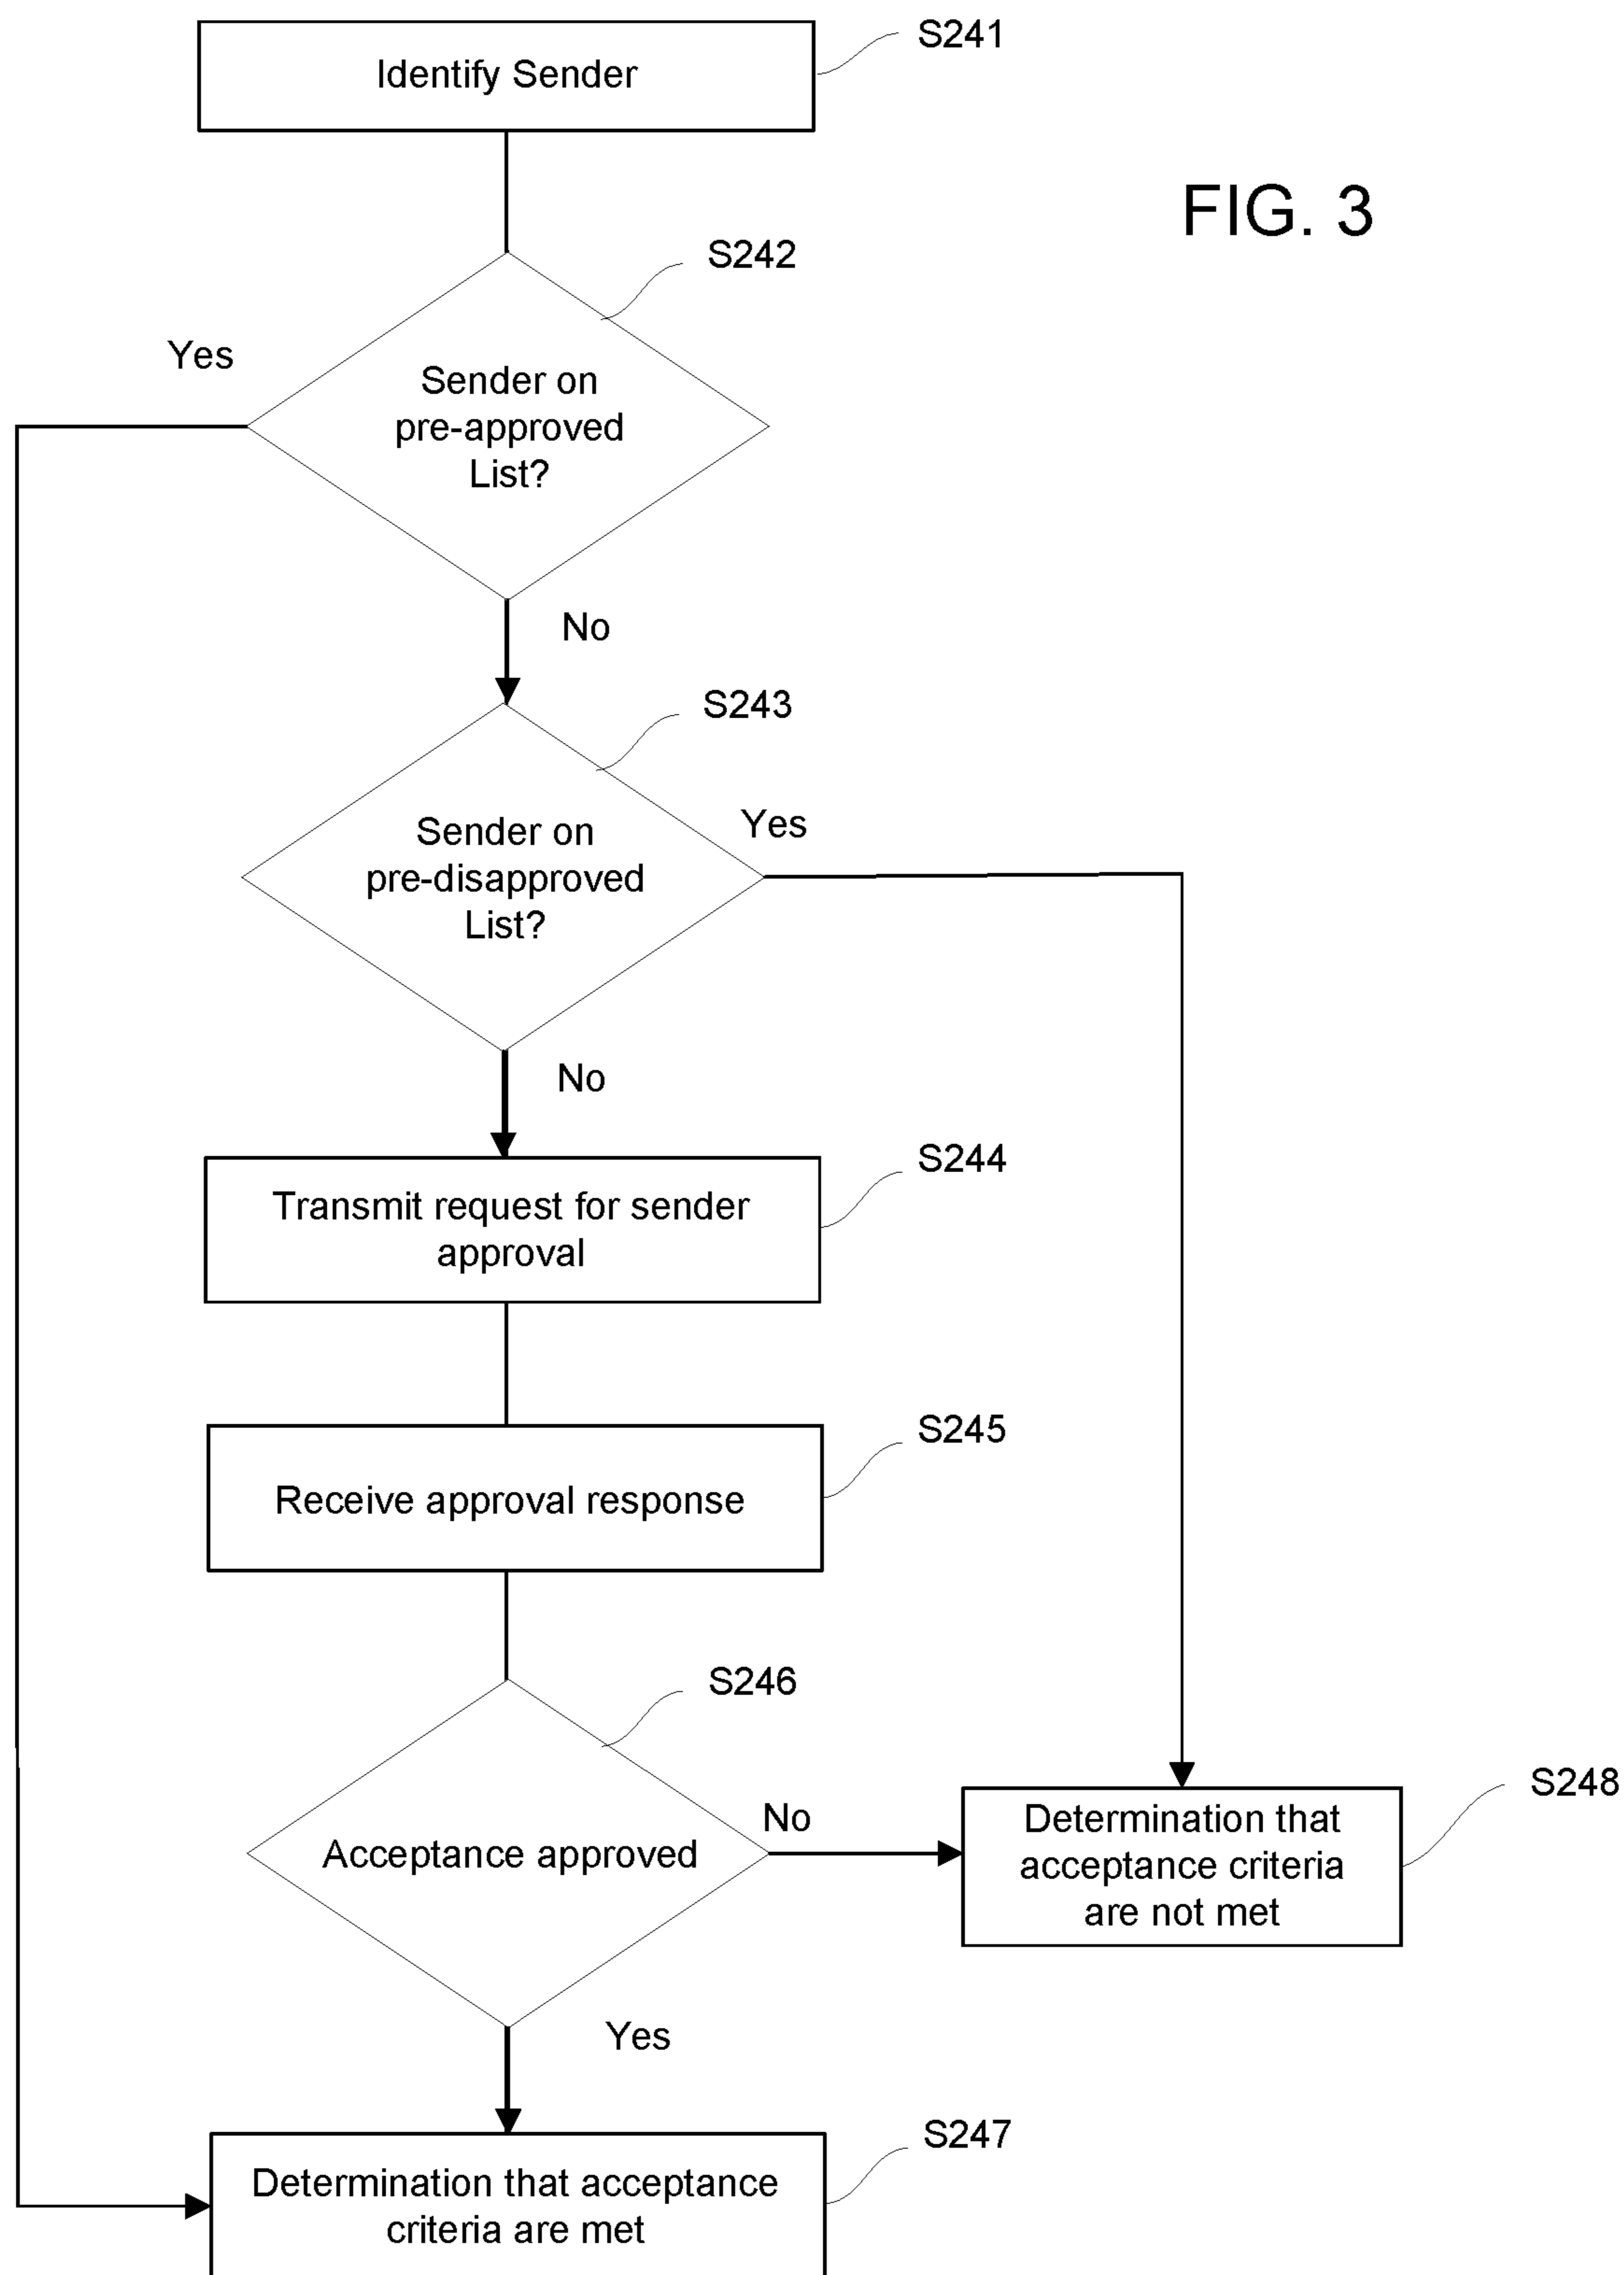 S241
Identify Sender
FIG. 3
S242
Yes
Sender on
pre-approved
List?
No
S243
Yes
Sender on
pre-disapproved
List?
No
S244
Transmit request for sender
approval
S245
Receive approval response
S246
S248
No
Determination that
acceptance criteria
are not met
Acceptance approved
Yes
S247
Determination that acceptance
criteria are met